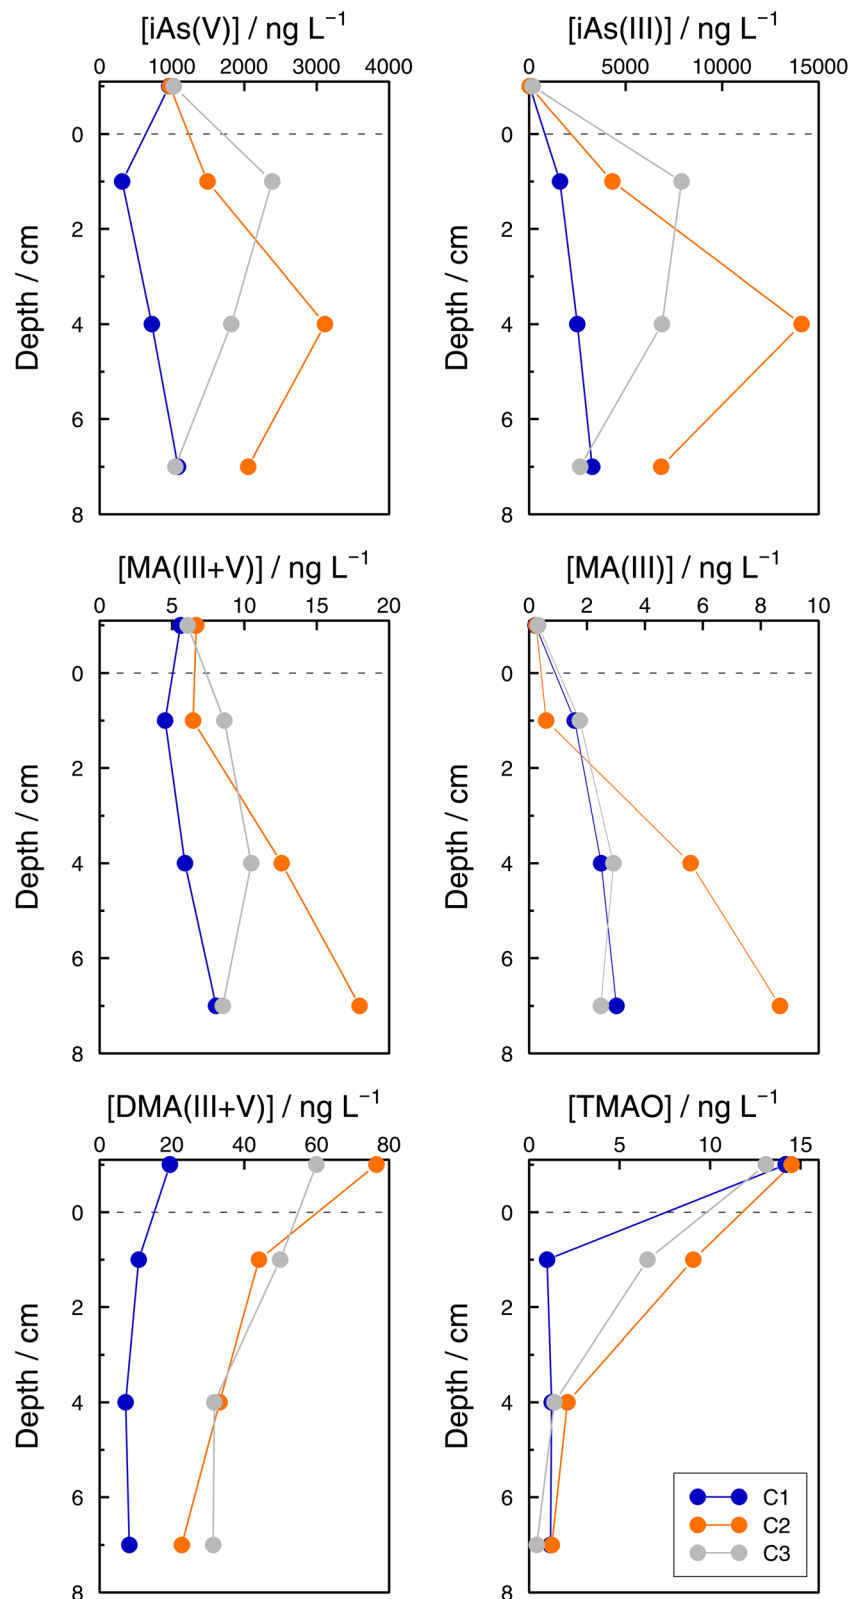 [iAs(V)] / ng L⁻¹
0 1000 2000 3000 4000
0
2
4
6
8
Depth / cm
[iAs(III)] / ng L⁻¹
0 5000 10000 15000
0
2
4
6
8
Depth / cm
[MA(III+V)] / ng L⁻¹
0 5 10 15 20
0
2
4
6
8
Depth / cm
[MA(III)] / ng L⁻¹
0 2 4 6 8 10
0
2
4
6
8
Depth / cm
[DMA(III+V)] / ng L⁻¹
0 20 40 60 80
0
2
4
6
8
Depth / cm
[TMAO] / ng L⁻¹
0 5 10 15
0
2
4
6
8
Depth / cm
C1
C2
C3